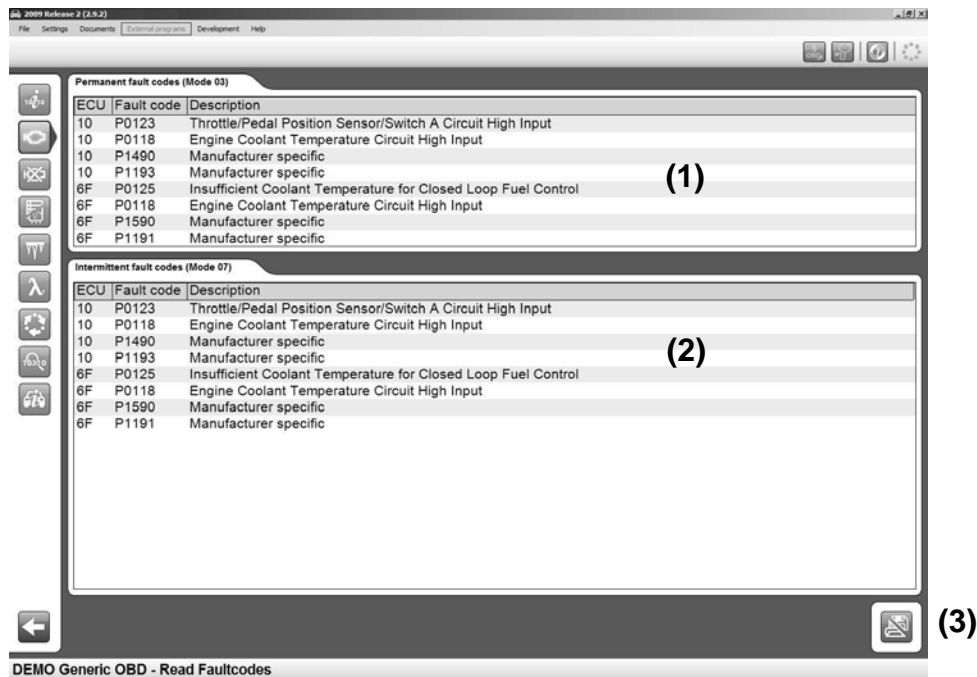 2009 Release 2 (2.9.2)
File Settings Documents External programs Development Help
Permanent fault codes (Mode 03)
ECU Fault code Description
10 P0123 Throttle/Pedal Position Sensor/Switch A Circuit High Input
10 P0118 Engine Coolant Temperature Circuit High Input
10 P1490 Manufacturer specific
10 P1193 Manufacturer specific
6F P0125 Insufficient Coolant Temperature for Closed Loop Fuel Control
6F P0118 Engine Coolant Temperature Circuit High Input
6F P1590 Manufacturer specific
6F P1191 Manufacturer specific
(1)
Intermittent fault codes (Mode 07)
ECU Fault code Description
10 P0123 Throttle/Pedal Position Sensor/Switch A Circuit High Input
10 P0118 Engine Coolant Temperature Circuit High Input
10 P1490 Manufacturer specific
10 P1193 Manufacturer specific
6F P0125 Insufficient Coolant Temperature for Closed Loop Fuel Control
6F P0118 Engine Coolant Temperature Circuit High Input
6F P1590 Manufacturer specific
6F P1191 Manufacturer specific
(2)
(3)
DEMO Generic OBD - Read Faultcodes